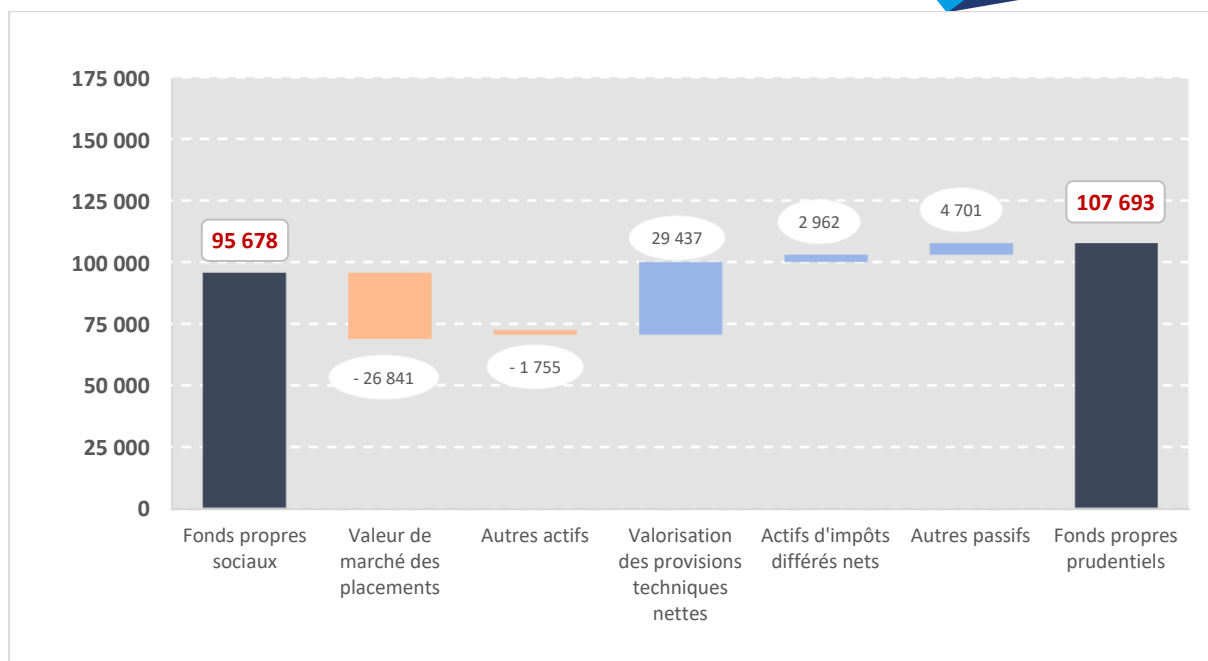 175 000
150 000
125 000
100 000
75 000
50 000
25 000
0
95 678
- 26 841
- 1 755
29 437
2 962
4 701
107 693
Fonds propres
sociaux
Valeur de
marché des
placements
Autres actifs
Valorisation
des provisions
techniques
nettes
Actifs d'impôts
différés nets
Autres passifs
Fonds propres
prudentiels